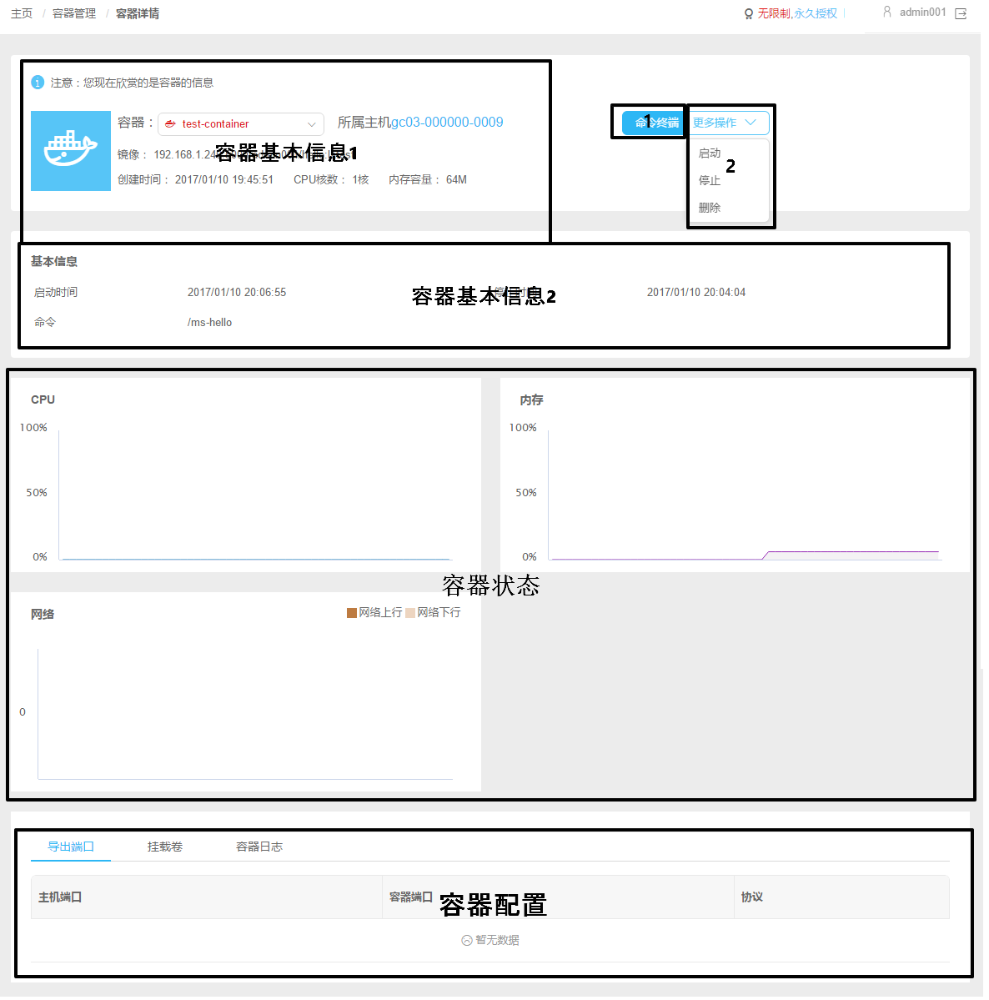 主页 / 容器管理 / 容器详情
无限制,永久授权
admin001
注意：您现在欣赏的是容器的信息
容器： test-container 所属主机gc03-000000-0009
命令终端 1 更多操作
镜像： 192.168.1.24
容器基本信息1
启动
2
停止
创建时间： 2017/01/10 19:45:51 CPU核数： 1核 内存容量： 64M
删除
基本信息
启动时间 2017/01/10 20:06:55 停止时间 2017/01/10 20:04:04
容器基本信息2
命令 /ms-hello
CPU 内存
100% 100%
50% 50%
0% 0%
容器状态
网络 网络上行 网络下行
0
导出端口 挂载卷 容器日志
主机端口 容器端口 协议
容器配置
暂无数据